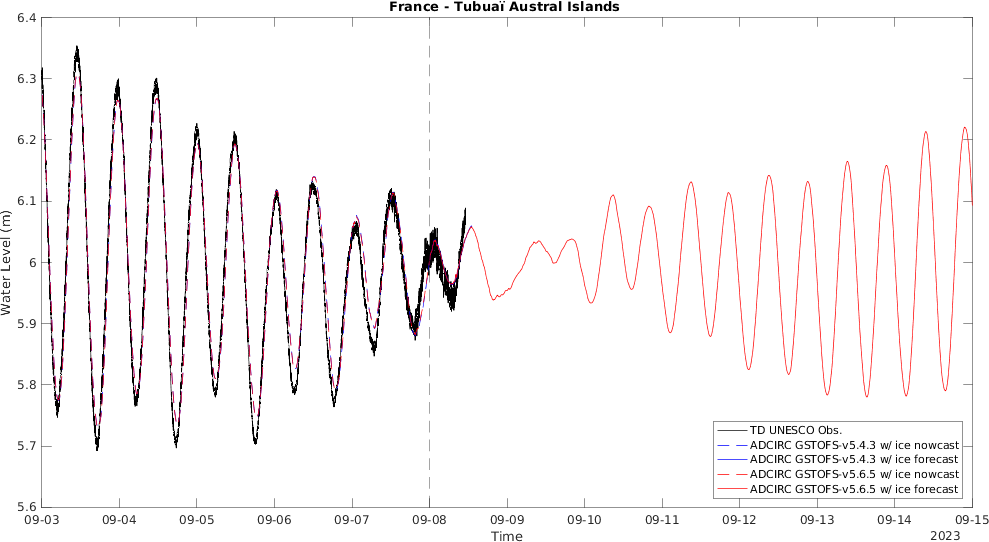 France - Tubuaï Austral Islands
6.4
6.3
6.2
6.1
6
5.9
5.8
5.7
5.6
Water Level (m)
TD UNESCO Obs.
ADCIRC GSTOFS-v5.4.3 w/ ice nowcast
ADCIRC GSTOFS-v5.4.3 w/ ice forecast
ADCIRC GSTOFS-v5.6.5 w/ ice nowcast
ADCIRC GSTOFS-v5.6.5 w/ ice forecast
09-03 09-04 09-05 09-06 09-07 09-08 09-09 09-10 09-11 09-12 09-13 09-14 09-15
Time
2023